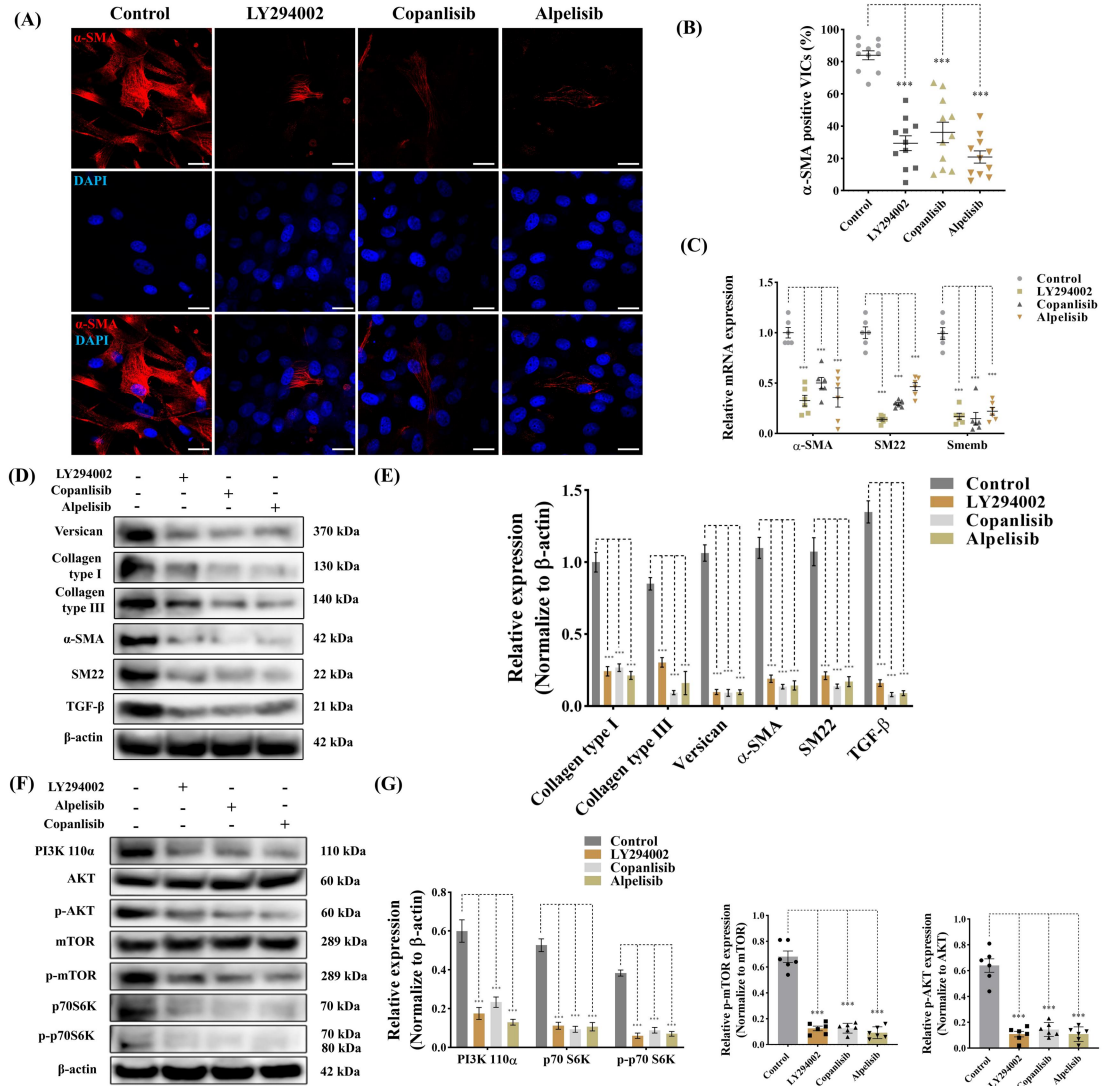 (A)
Control
LY294002
Copanlisib
Alpelisib
α-SMA
DAPI
α-SMA
DAPI
(B)
α-SMA positive VICs (%)
100
80
60
40
20
0
***
***
***
Control
LY294002
Copanlisib
Alpelisib
(C)
Relative mRNA expression
1.5
1.0
0.5
0.0
*** *** ***
*** *** ***
*** *** ***
α-SMA
SM22
Smemb
Control
LY294002
Copanlisib
Alpelisib
(D)
LY294002 - + - -
Copanlisib - - + -
Alpelisib - - - +
Versican 370 kDa
Collagen
type I 130 kDa
Collagen
type III 140 kDa
α-SMA 42 kDa
SM22 22 kDa
TGF-β 21 kDa
β-actin 42 kDa
(E)
Relative expression
(Normalize to β-actin)
1.5
1.0
0.5
0.0
*** *** ***
*** *** ***
*** *** ***
*** *** ***
*** *** ***
*** *** ***
Collagen type I
Collagen type III
Versican
α-SMA
SM22
TGF-β
Control
LY294002
Copanlisib
Alpelisib
(F)
LY294002 - + - -
Alpelisib - - + -
Copanlisib - - - +
PI3K 110α 110 kDa
AKT 60 kDa
p-AKT 60 kDa
mTOR 289 kDa
p-mTOR 289 kDa
p70S6K 70 kDa
p-p70S6K 70 kDa
80 kDa
β-actin 42 kDa
(G)
Control
LY294002
Copanlisib
Alpelisib
Relative expression
(Normalize to β-actin)
0.8
0.6
0.4
0.2
0.0
*** *** ***
*** *** ***
*** *** ***
PI3K 110α
p70 S6K
p-p70 S6K
Relative p-mTOR expression
(Normalize to mTOR)
1.0
0.8
0.6
0.4
0.2
0.0
*** *** ***
Control
LY294002
Copanlisib
Alpelisib
Relative p-AKT expression
(Normalize to AKT)
1.0
0.8
0.6
0.4
0.2
0.0
*** *** ***
Control
LY294002
Copanlisib
Alpelisib